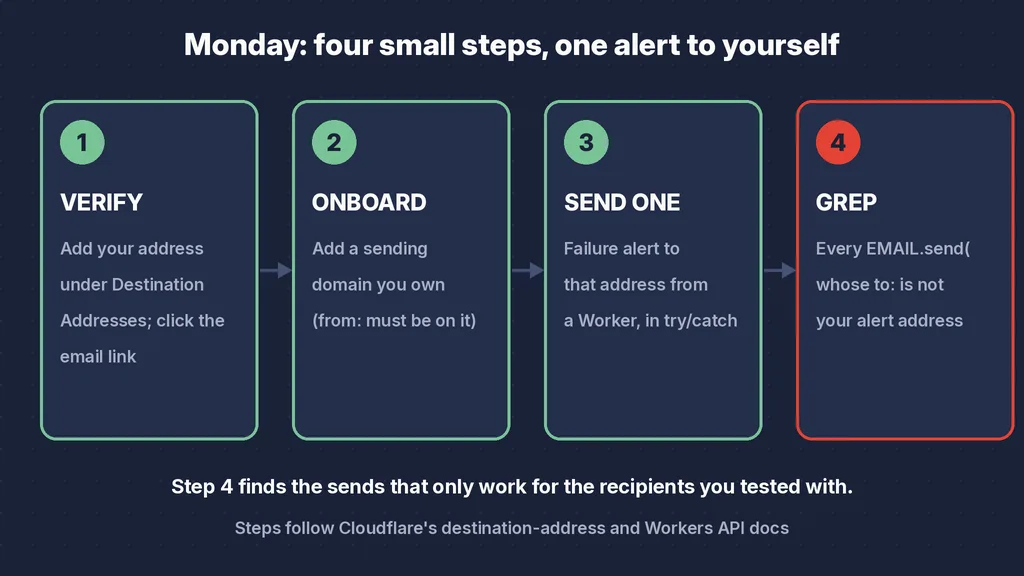 Monday: four small steps, one alert to yourself
1
VERIFY
Add your address
under Destination
Addresses; click the
email link
2
ONBOARD
Add a sending
domain you own
(from: must be on it)
3
SEND ONE
Failure alert to
that address from
a Worker, in try/catch
4
GREP
Every EMAIL.send(
whose to: is not
your alert address
Step 4 finds the sends that only work for the recipients you tested with.
Steps follow Cloudflare's destination-address and Workers API docs